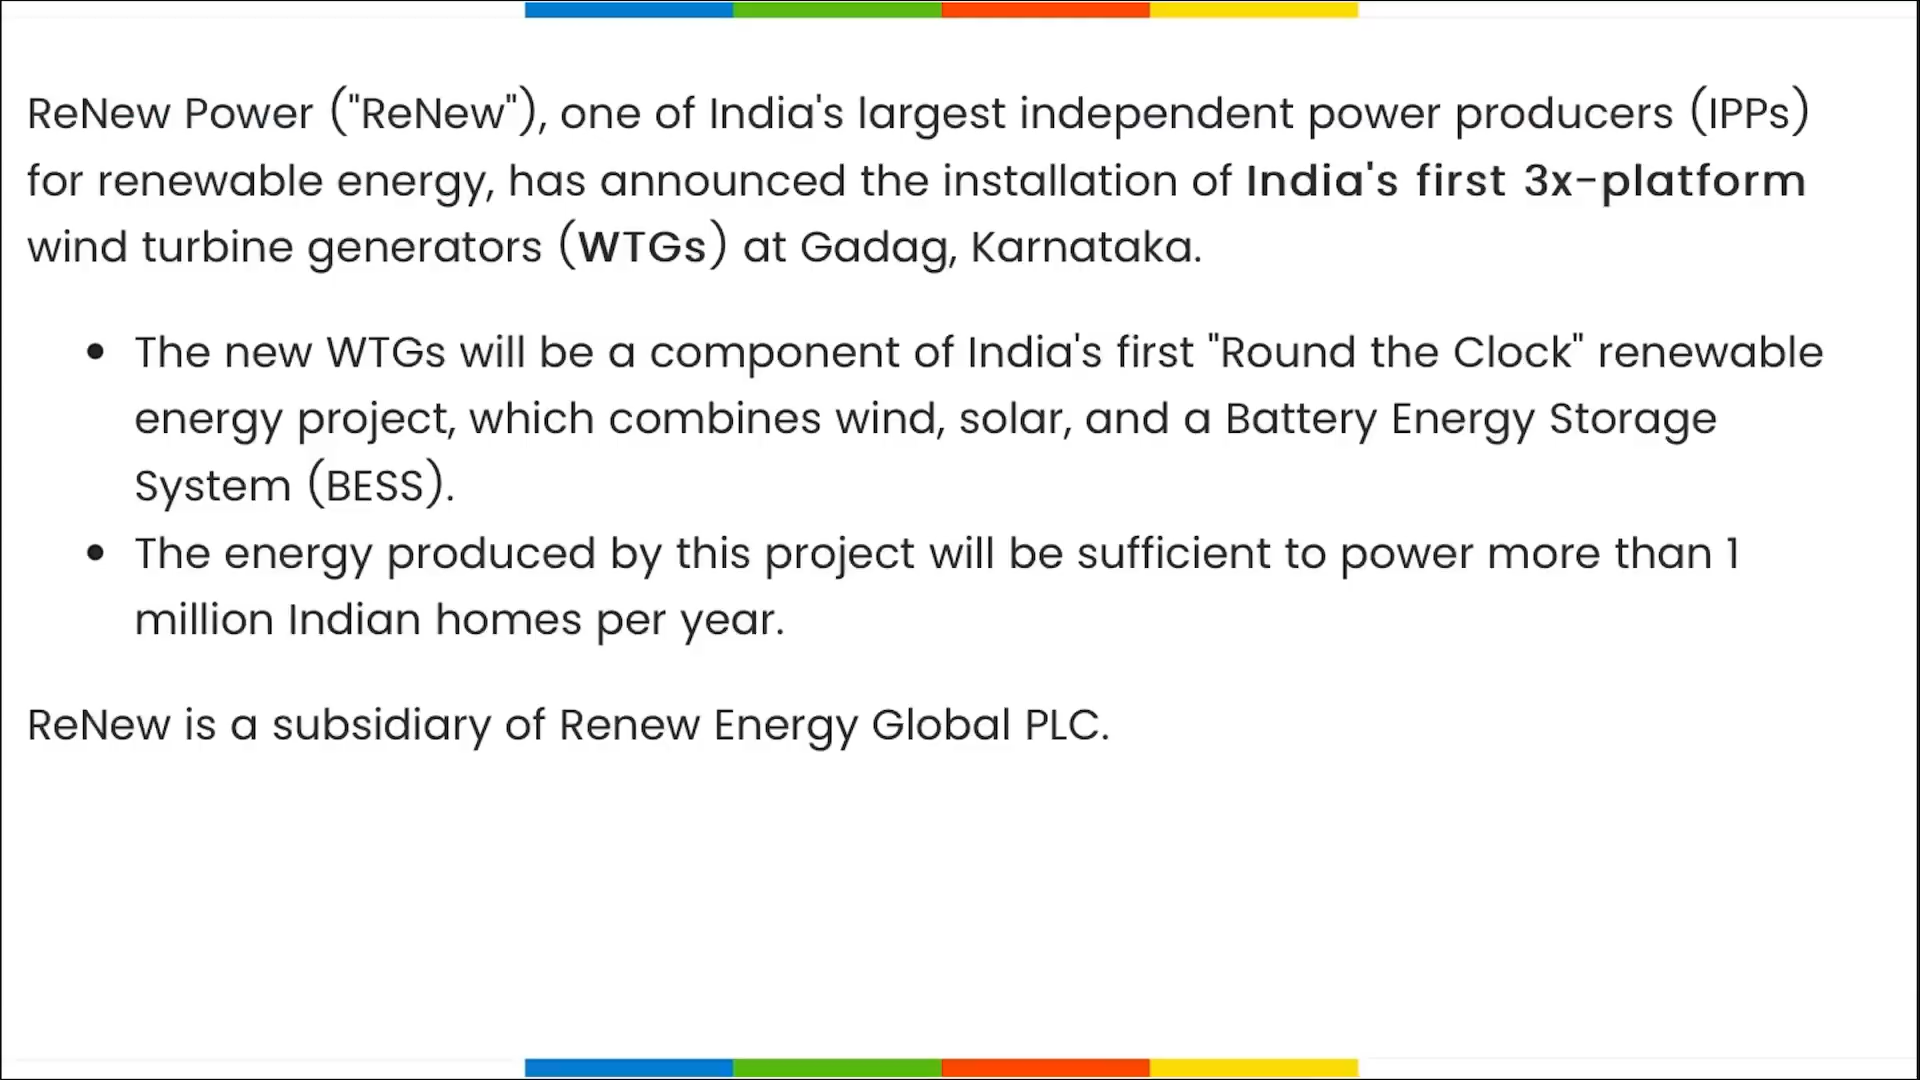 ReNew Power ("ReNew"), one of India's largest independent power producers (IPPs)
for renewable energy, has announced the installation of India's first 3x-platform
wind turbine generators (WTGs) at Gadag, Karnataka.
• The new WTGs will be a component of India's first "Round the Clock" renewable
energy project, which combines wind, solar, and a Battery Energy Storage
System (BESS).
• The energy produced by this project will be sufficient to power more than 1
million Indian homes per year.
ReNew is a subsidiary of Renew Energy Global PLC.